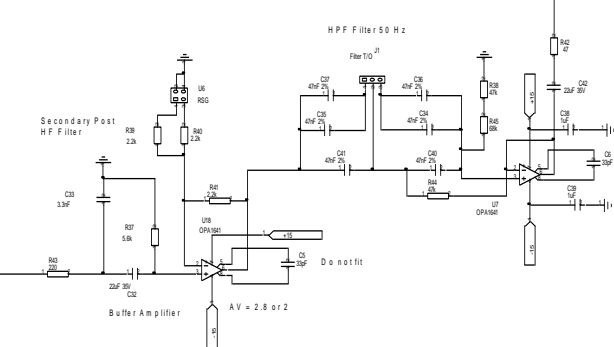 HPF Filter 50 Hz
Filter T/O
J1
R42
47
C42
22uF 35V
U6
RSG
C37
47nF 2%
C36
47nF 2%
R38
47k
+15
C35
47nF 2%
C34
47nF 2%
R45
68k
C38
1uF
Secondary Post
HF Filter
R39
2.2k
R40
2.2k
C41
47nF 2%
C40
47nF 2%
C6
33pF
R44
47k
C39
1uF
U7
OPA1641
C33
3.3nF
R41
2.2k
R37
5.6k
U18
OPA1641
+15
-15
C5
33pF
Do not fit
R43
220
22uF 35V
C32
Buffer Amplifier
AV = 2.8 or 2
-15